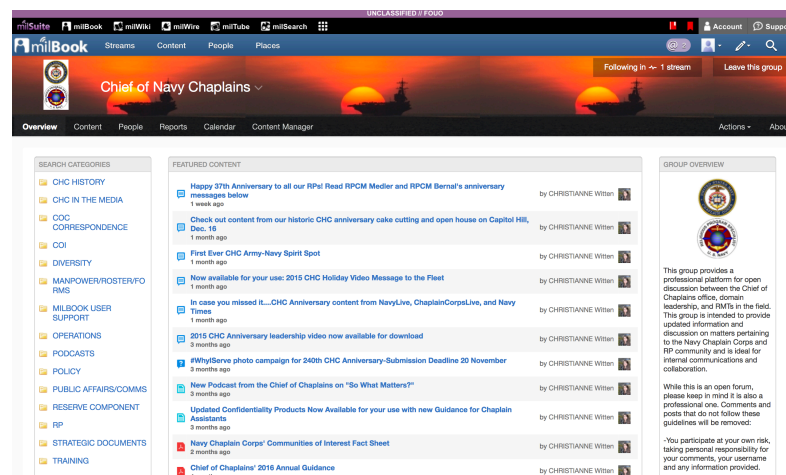 UNCLASSIFIED // FOUO
milSuite milBook milWiki milWire milTube milSearch Account Suppo
milBook Streams Content People Places
Chief of Navy Chaplains
Following in 1 stream Leave this group
Overview Content People Reports Calendar Content Manager Actions Abou
SEARCH CATEGORIES
CHC HISTORY
CHC IN THE MEDIA
COC
CORRESPONDENCE
COI
DIVERSITY
MANPOWER/ROSTER/FO
RMS
MILBOOK USER
SUPPORT
OPERATIONS
PODCASTS
POLICY
PUBLIC AFFAIRS/COMMS
RESERVE COMPONENT
RP
STRATEGIC DOCUMENTS
TRAINING
FEATURED CONTENT
Happy 37th Anniversary to all our RPs! Read RPCM Medler and RPCM Bernal's anniversary
messages below
by CHRISTIANNE Witten
1 week ago
Check out content from our historic CHC anniversary cake cutting and open house on Capitol Hill,
Dec. 16
by CHRISTIANNE Witten
1 month ago
First Ever CHC Army-Navy Spirit Spot
by CHRISTIANNE Witten
1 month ago
Now available for your use: 2015 CHC Holiday Video Message to the Fleet
by CHRISTIANNE Witten
1 month ago
In case you missed it....CHC Anniversary content from NavyLive, ChaplainCorpsLive, and Navy
Times
by CHRISTIANNE Witten
1 month ago
2015 CHC Anniversary leadership video now available for download
by CHRISTIANNE Witten
3 months ago
#WhyIServe photo campaign for 240th CHC Anniversary-Submission Deadline 20 November
by CHRISTIANNE Witten
3 months ago
New Podcast from the Chief of Chaplains on "So What Matters?"
by CHRISTIANNE Witten
3 months ago
Updated Confidentiality Products Now Available for your use with new Guidance for Chaplain
Assistants
by CHRISTIANNE Witten
3 months ago
Navy Chaplain Corps' Communities of Interest Fact Sheet
by CHRISTIANNE Witten
2 months ago
Chief of Chaplains' 2016 Annual Guidance
by CHRISTIANNE Witten
GROUP OVERVIEW
This group provides a
professional platform for open
discussion between the Chief of
Chaplains office, domain
leadership, and RMTs in the field.
This group is intended to provide
updated information and
discussion on matters pertaining
to the Navy Chaplain Corps and
RP community and is ideal for
internal communications and
collaboration.
While this is an open forum,
please keep in mind it is also a
professional one. Comments and
posts that do not follow these
guidelines will be removed:
-You participate at your own risk,
taking personal responsibility for
your comments, your username
and any information provided.